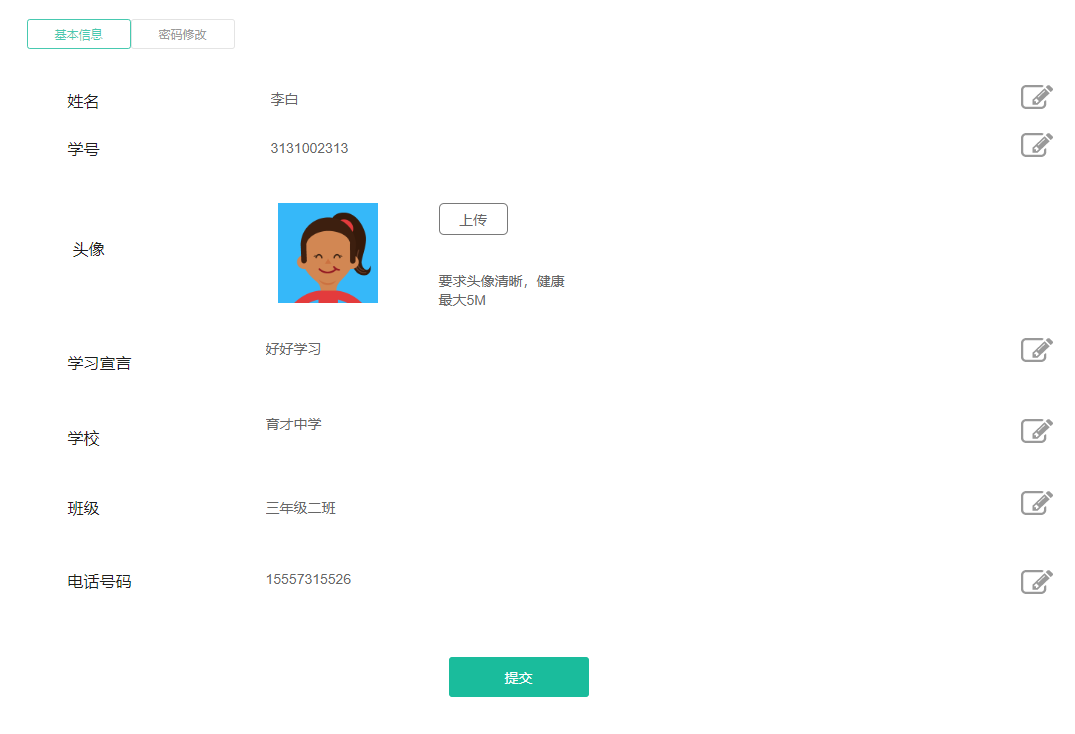 基本信息
密码修改
姓名
李白
学号
3131002313
头像
上传
要求头像清晰，健康
最大5M
学习宣言
好好学习
学校
育才中学
班级
三年级二班
电话号码
15557315526
提交